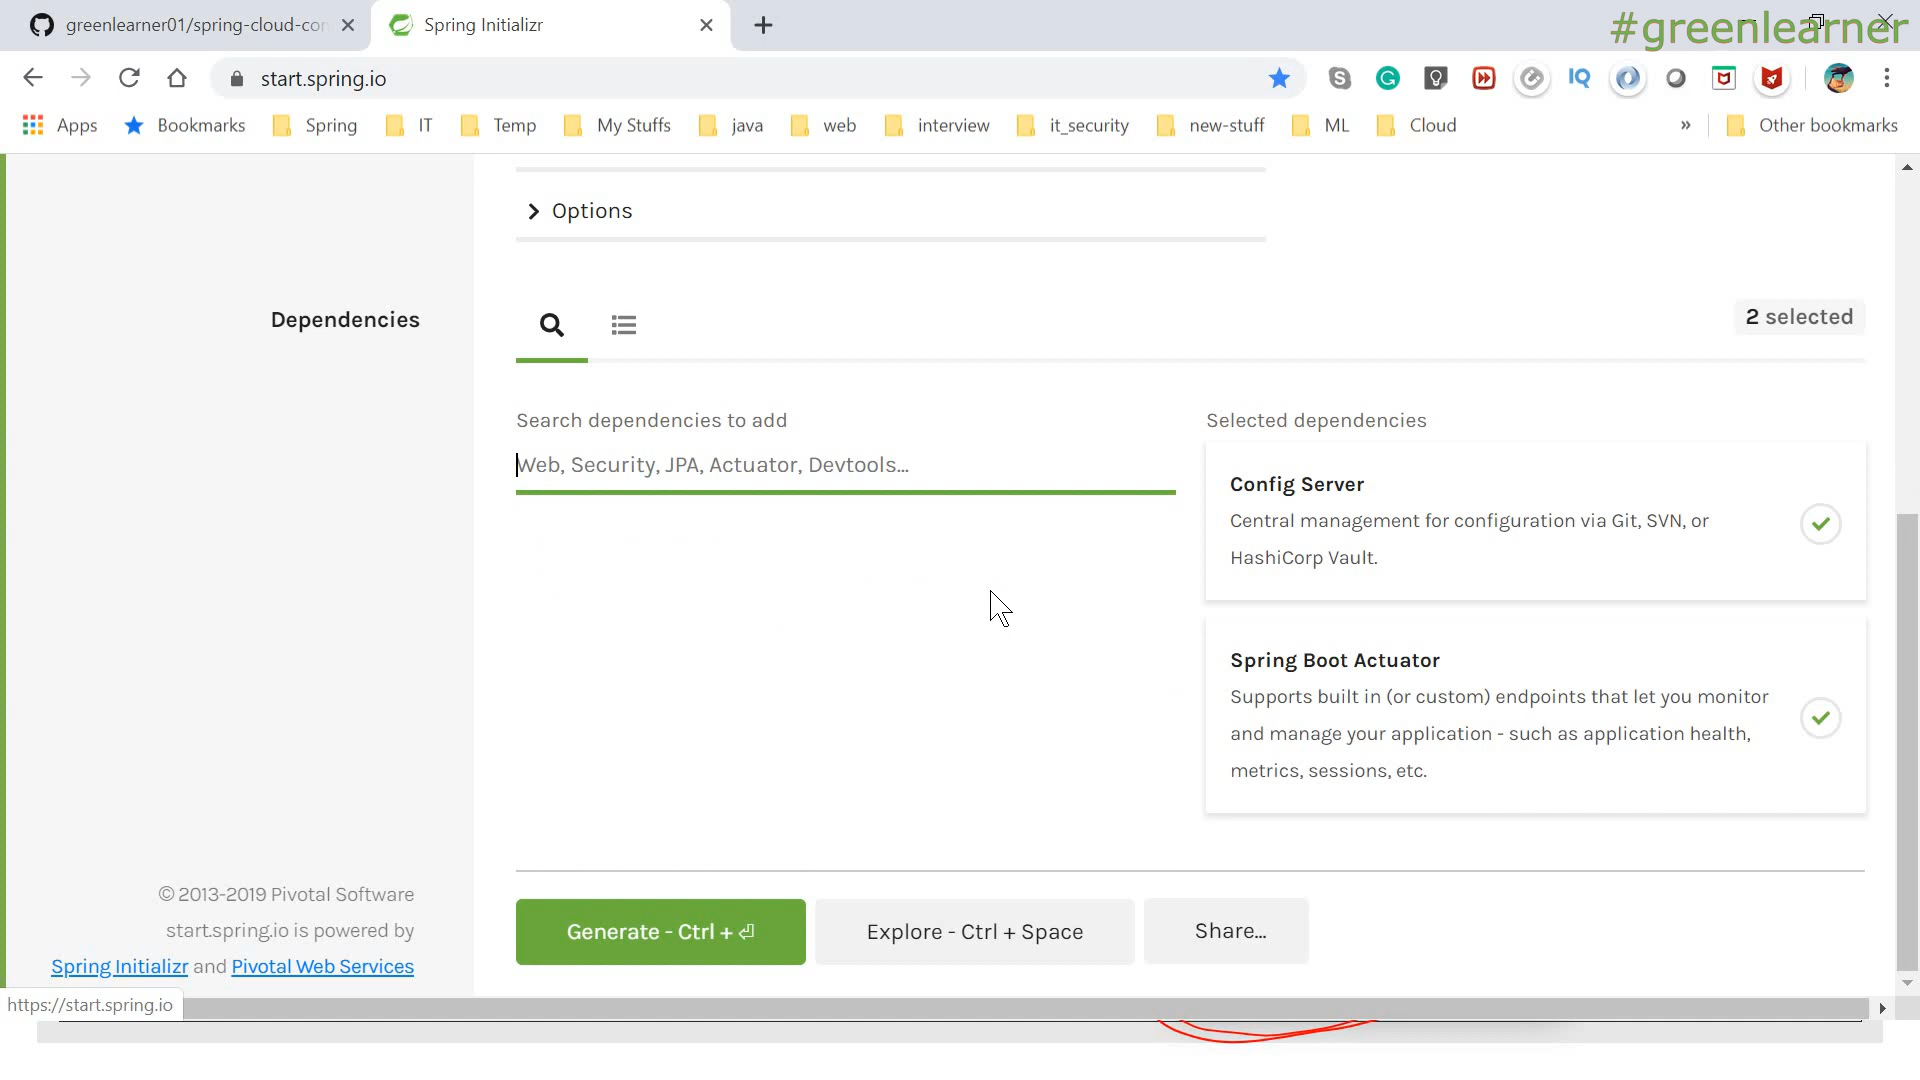 greenlearner01/spring-cloud-con
Spring Initializr
#greenlearner
start.spring.io
Apps
Bookmarks
Spring
IT
Temp
My Stuffs
java
web
interview
it_security
new-stuff
ML
Cloud
»
Other bookmarks
Options
Dependencies
2 selected
Search dependencies to add
Web, Security, JPA, Actuator, Devtools...
Selected dependencies
Config Server
Central management for configuration via Git, SVN, or
HashiCorp Vault.
Spring Boot Actuator
Supports built in (or custom) endpoints that let you monitor
and manage your application - such as application health,
metrics, sessions, etc.
© 2013-2019 Pivotal Software
start.spring.io is powered by
Spring Initializr and Pivotal Web Services
Generate - Ctrl + ⏎
Explore - Ctrl + Space
Share...
https://start.spring.io